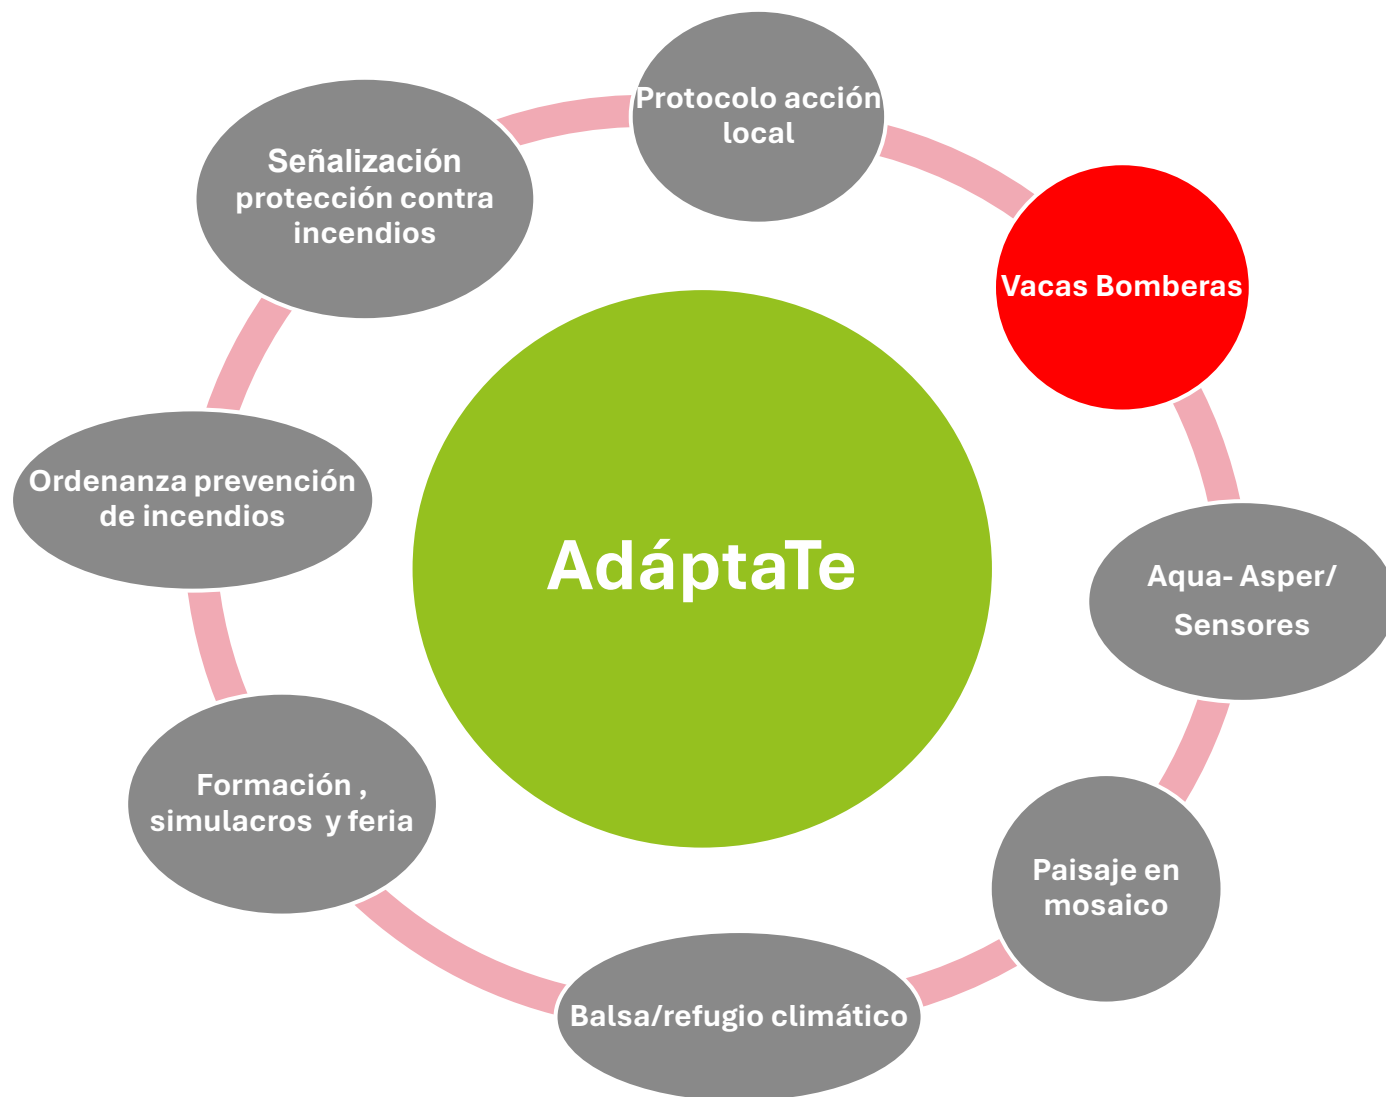 Protocolo acción
local
Vacas Bomberas
Aqua- Asper/
Sensores
Paisaje en
mosaico
Balsa/refugio climático
Formación ,
simulacros  y feria
Ordenanza prevención
de incendios
Señalización
protección contra
incendios
AdáptaTe